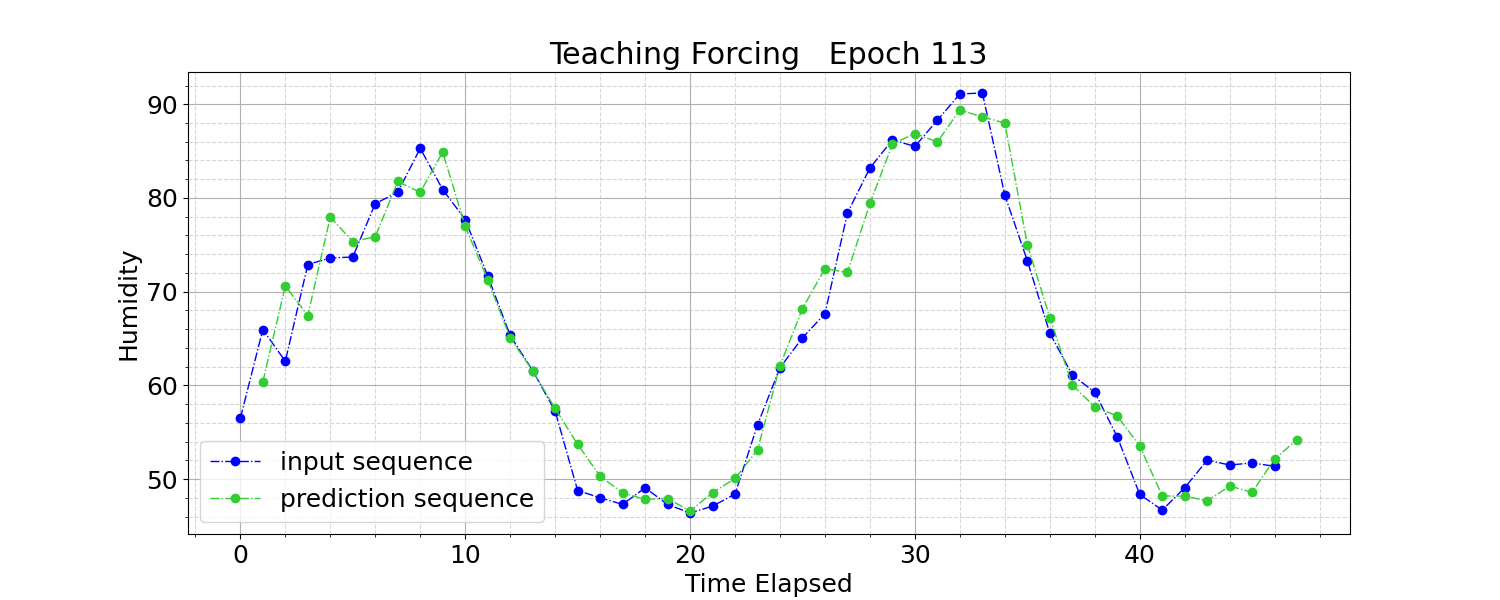 Teaching Forcing   Epoch 113
Humidity
90
80
70
60
50
input sequence
prediction sequence
0 10 20 30 40
Time Elapsed